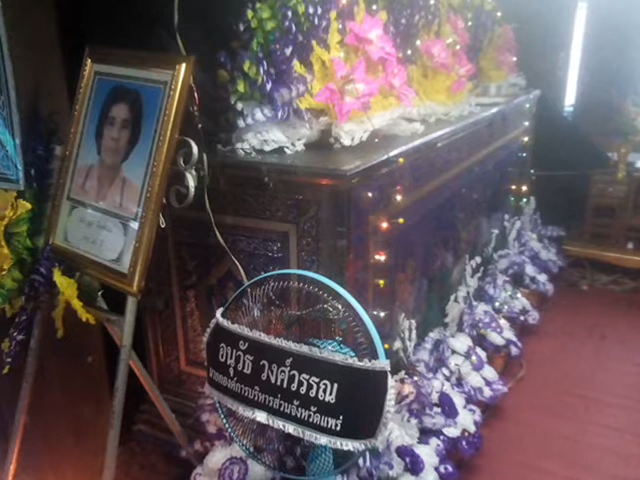 อนุวัธ วงศ์วรรณ
นายกองค์การบริหารส่วนจังหวัดแพร่